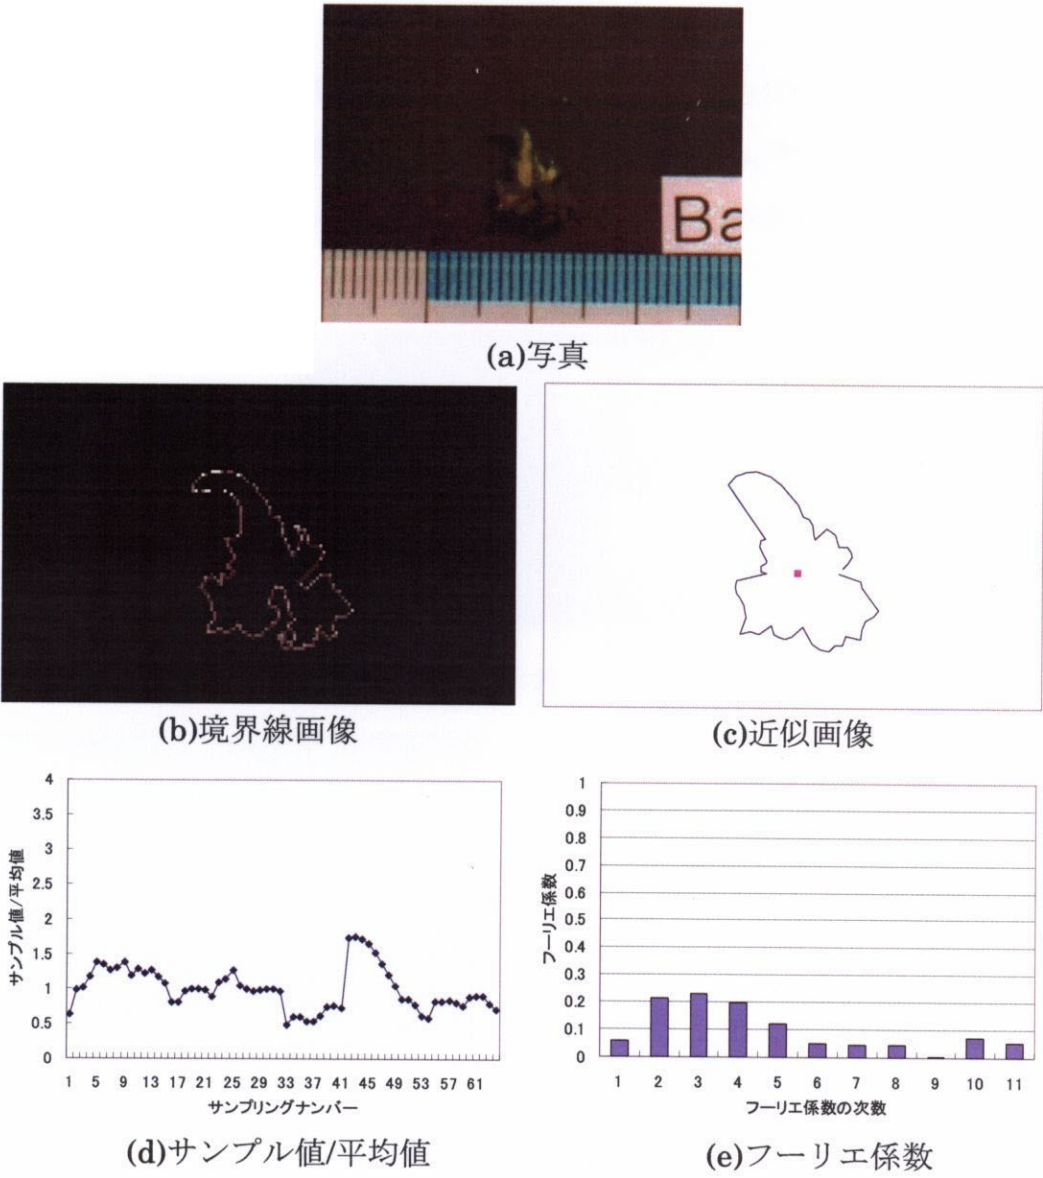 Ba
(a)写真
(b)境界線画像
(c)近似画像
4
3.5
3
2.5
2
1.5
1
0.5
0
サンプル値/平均値
1 5 9 13 17 21 25 29 33 37 41 45 49 53 57 61
サンプリングナンバー
(d)サンプル値/平均値
1
0.9
0.8
0.7
0.6
0.5
0.4
0.3
0.2
0.1
0
フーリエ係数
1 2 3 4 5 6 7 8 9 10 11
フーリエ係数の次数
(e)フーリエ係数